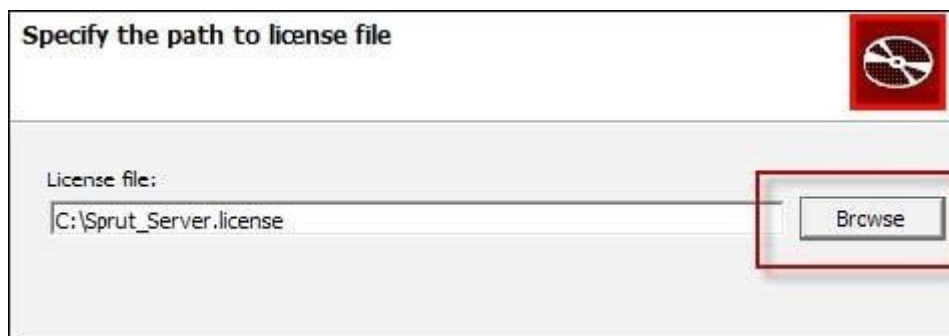 Specify the path to license file
License file:
C:\Sprut_Server.license
Browse